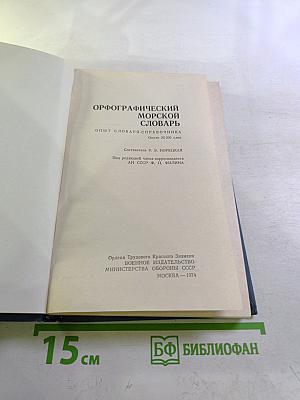 ОРФОГРАФИЧЕСКИЙ
МОРСКОЙ
СЛОВАРЬ
ОПЫТ СЛОВАРЯ-СПРАВОЧНИКА
Около 20 000 слов
Составитель Р. Э. ПОРЕЦКАЯ
Под редакцией члена-корреспондента
АН СССР Ф. П. ФИЛИНА
Ордена Трудового Красного Знамени
ВОЕННОЕ ИЗДАТЕЛЬСТВО
МИНИСТЕРСТВА ОБОРОНЫ СССР
МОСКВА — 1974
15 см
БФ БИБЛИОФАН